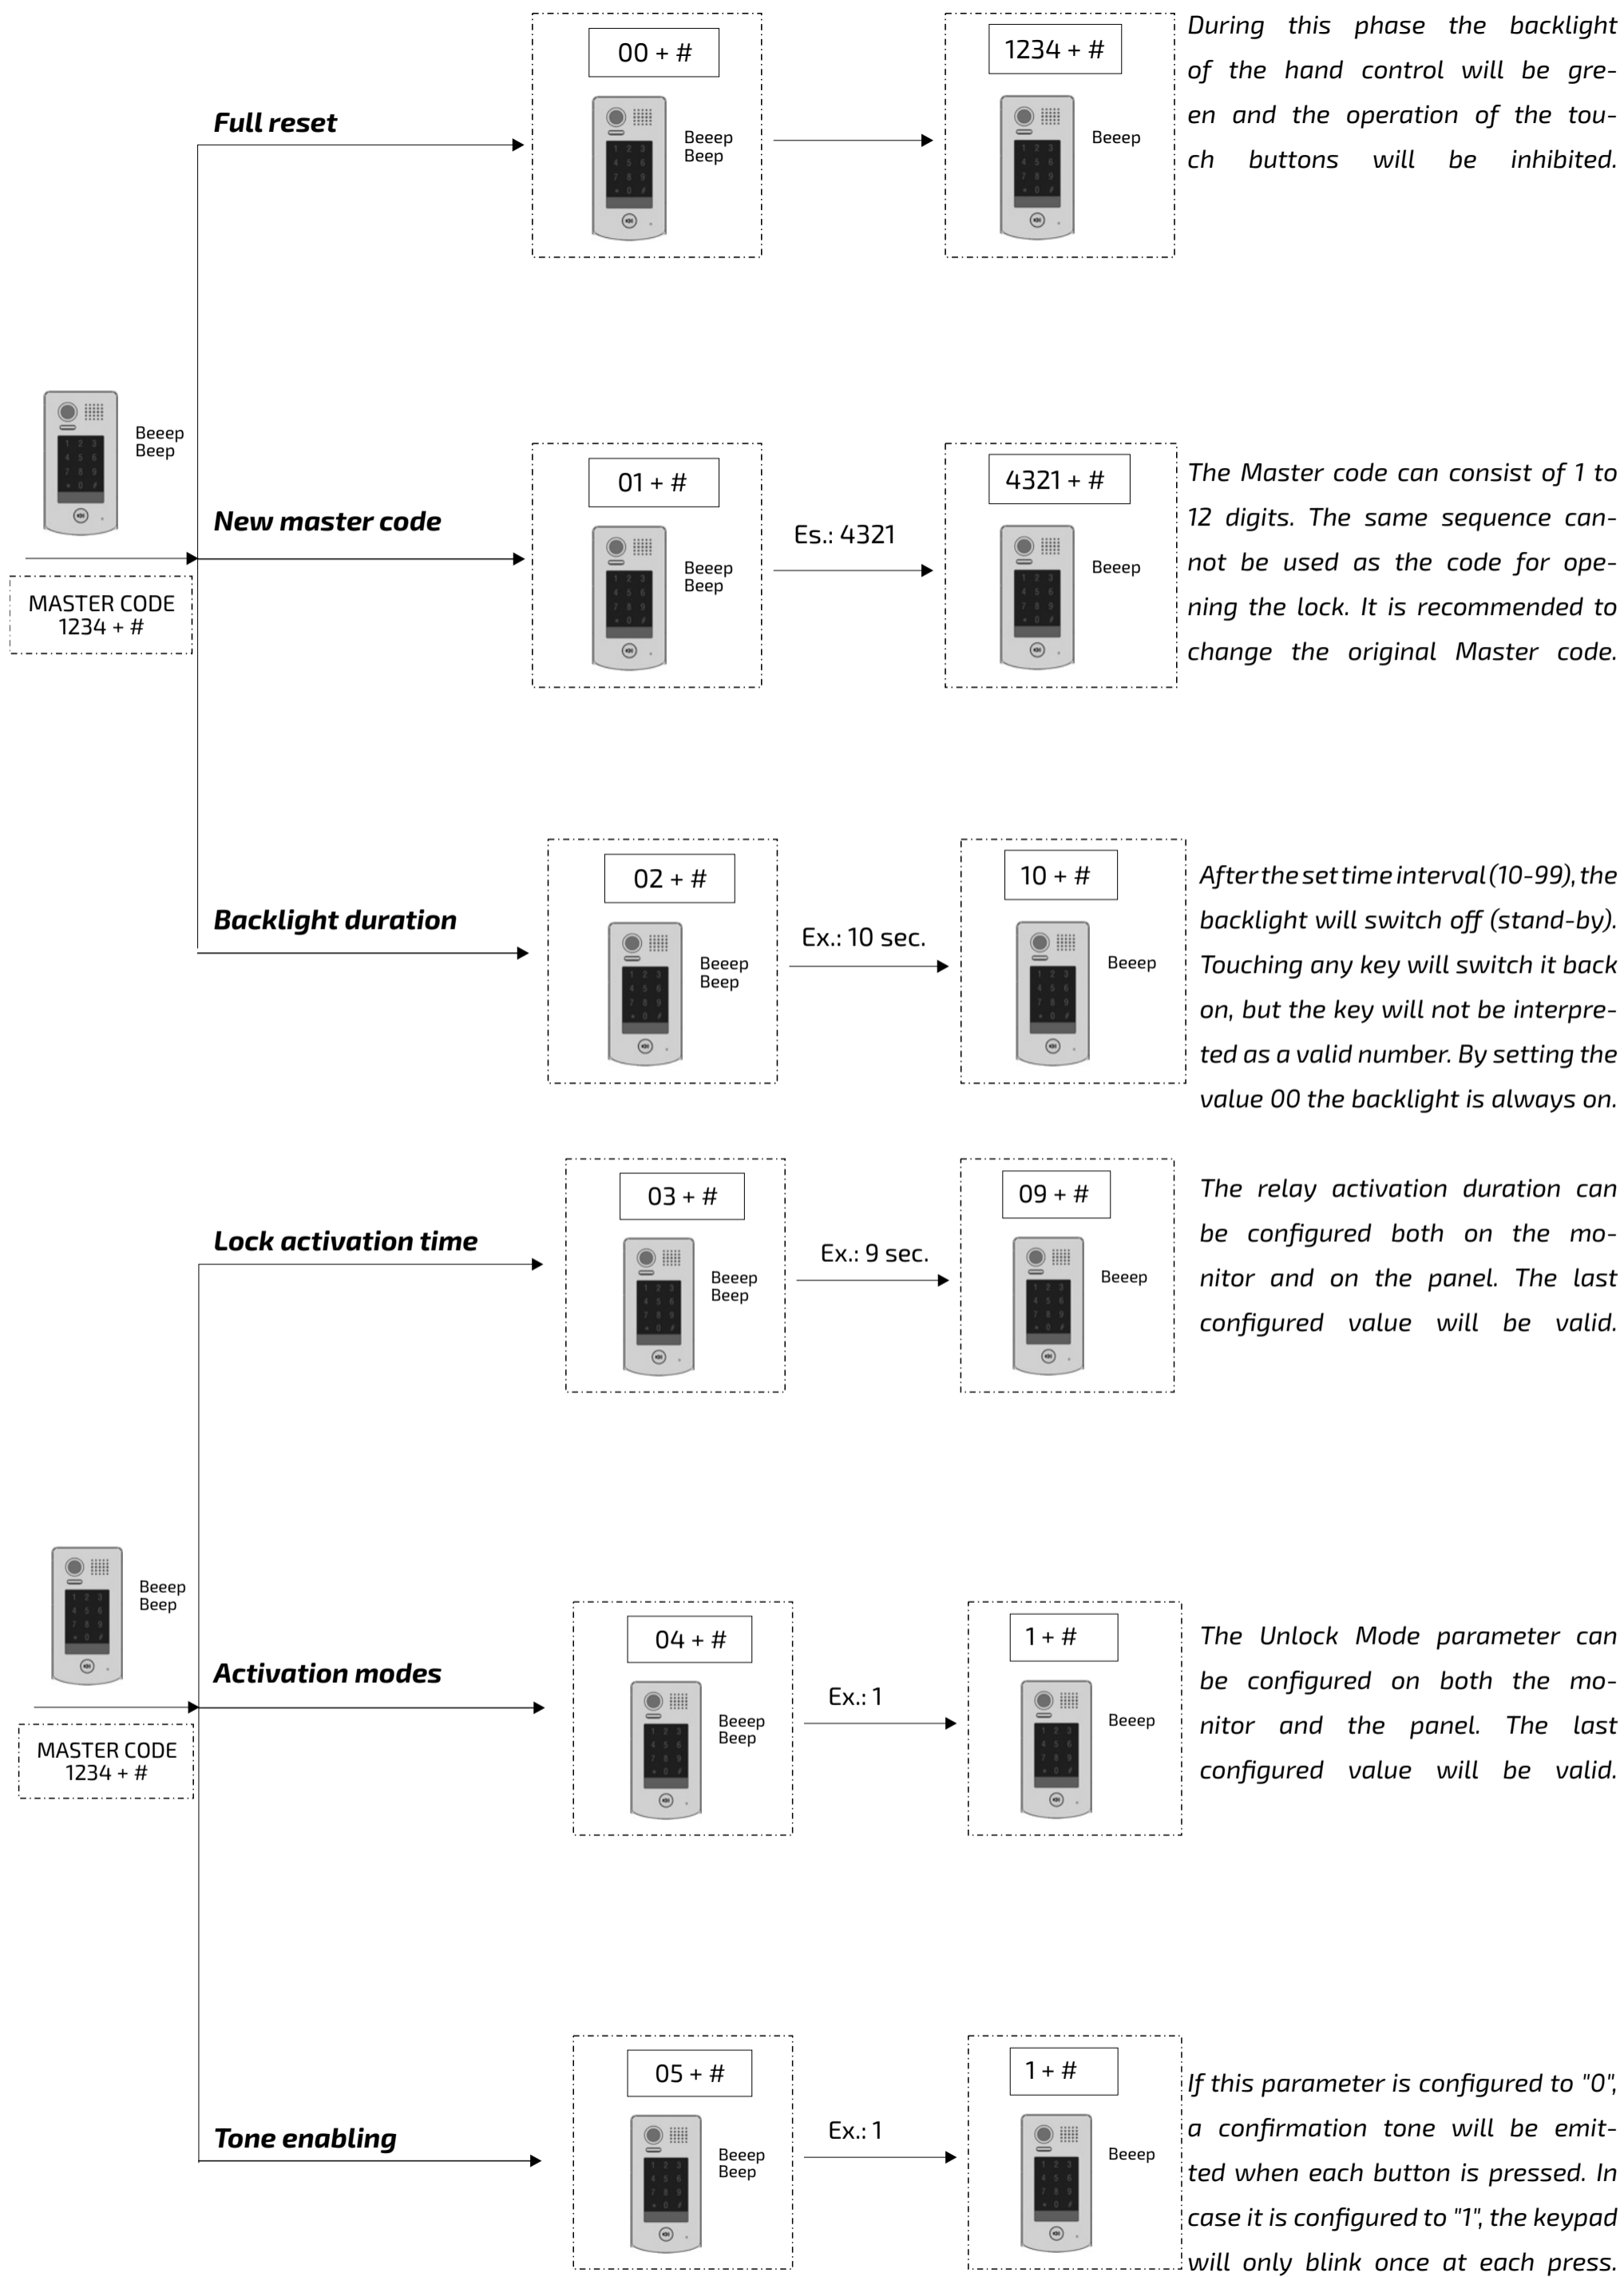 00 + #
1234 + #
During this phase the backlight
of the hand control will be gre-
en and the operation of the tou-
ch buttons will be inhibited.
Full reset
Beeep
Beep
Beeep
Beeep
Beep
01 + #
4321 + #
The Master code can consist of 1 to
12 digits. The same sequence can-
not be used as the code for ope-
ning the lock. It is recommended to
change the original Master code.
New master code
Beeep
Beep
Es.: 4321
Beeep
MASTER CODE
1234 + #
02 + #
10 + #
After the set time interval (10-99), the
backlight will switch off (stand-by).
Touching any key will switch it back
on, but the key will not be interpre-
ted as a valid number. By setting the
value 00 the backlight is always on.
Backlight duration
Beeep
Beep
Ex.: 10 sec.
Beeep
03 + #
09 + #
The relay activation duration can
be configured both on the mo-
nitor and on the panel. The last
configured value will be valid.
Lock activation time
Beeep
Beep
Ex.: 9 sec.
Beeep
Beeep
Beep
04 + #
1 + #
The Unlock Mode parameter can
be configured on both the mo-
nitor and the panel. The last
configured value will be valid.
Activation modes
Beeep
Beep
Ex.: 1
Beeep
MASTER CODE
1234 + #
05 + #
1 + #
If this parameter is configured to "0",
a confirmation tone will be emit-
ted when each button is pressed. In
case it is configured to "1", the keypad
will only blink once at each press.
Tone enabling
Beeep
Beep
Ex.: 1
Beeep